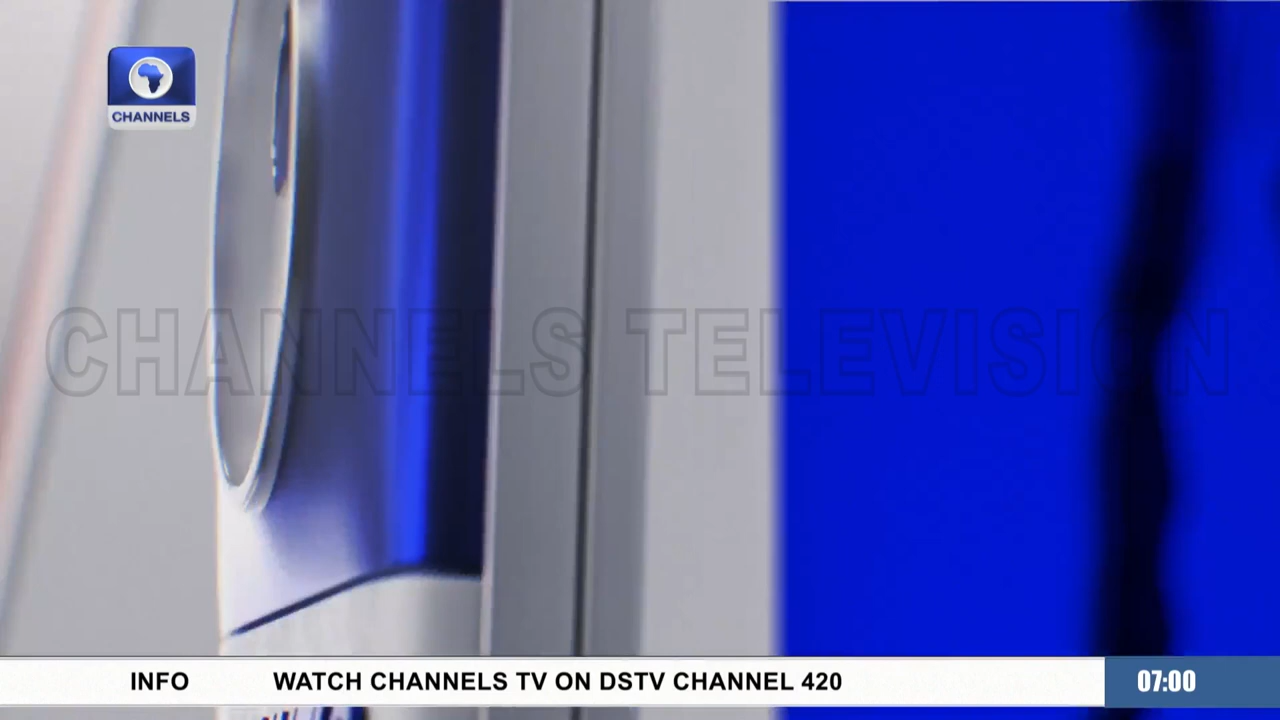 CHANNELS
CHANNELS TELEVISION
INFO WATCH CHANNELS TV ON DSTV CHANNEL 420 07:00